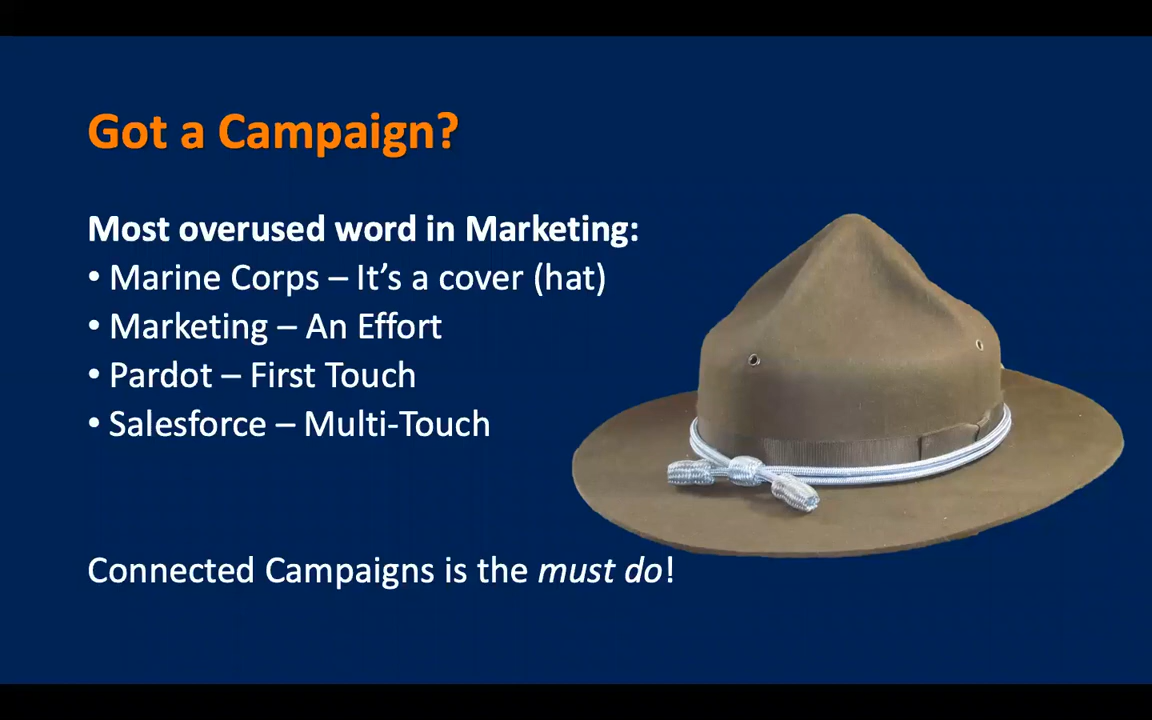 Got a Campaign?
Most overused word in Marketing:
• Marine Corps – It’s a cover (hat)
• Marketing – An Effort
• Pardot – First Touch
• Salesforce – Multi-Touch
Connected Campaigns is the must do!